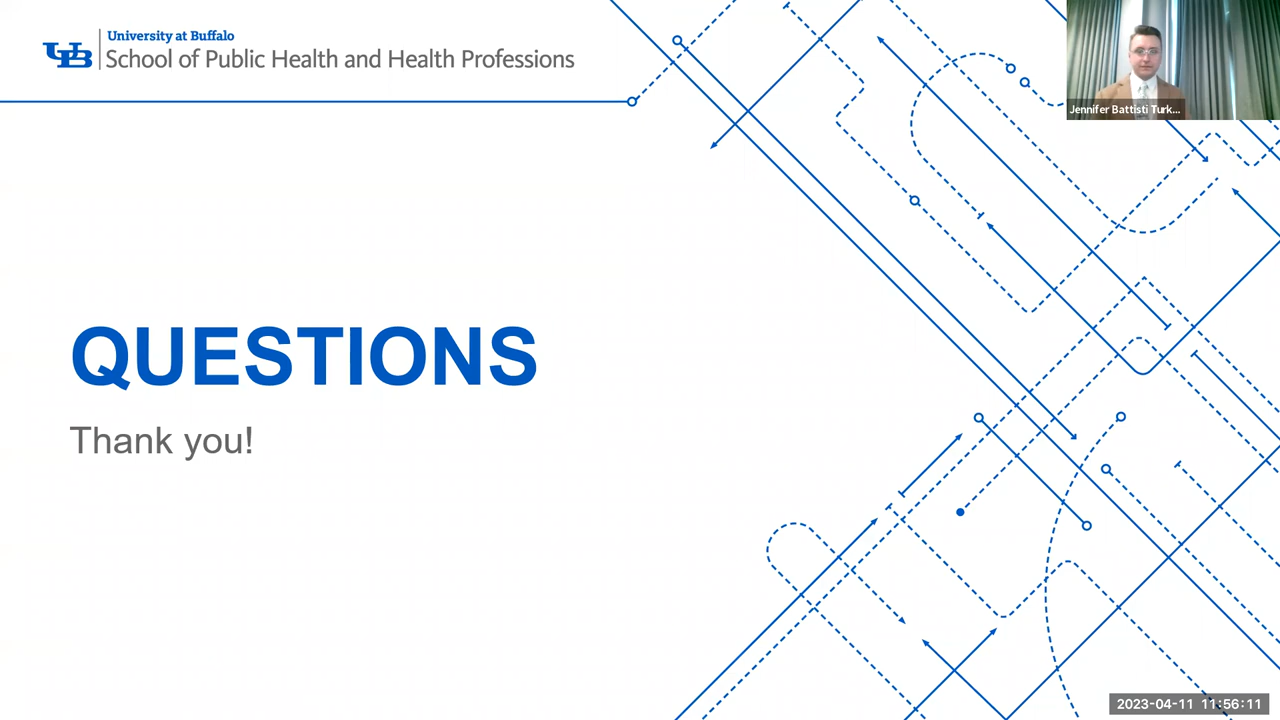 UB
University at Buffalo
School of Public Health and Health Professions
Jennifer Battisti Turk...
QUESTIONS
Thank you!
2023-04-11 11:56:11